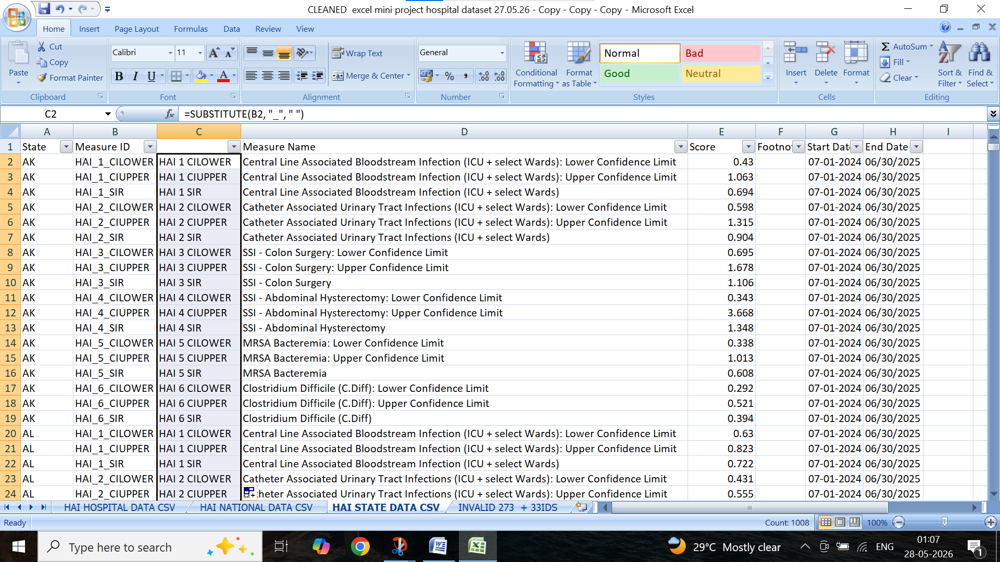 CLEANED  excel mini project hospital dataset 27.05.26 - Copy - Copy - Copy - Microsoft Excel
Home Insert Page Layout Formulas Data Review View
Paste Cut Copy Format Painter Clipboard
Calibri 11 B I U A Font
Wrap Text Merge & Center Alignment
General % , Number
Conditional Formatting Format as Table Normal Bad Good Neutral Styles
Insert Delete Format Cells
AutoSum Fill Clear Sort & Filter Find & Select Editing
C2 fx =SUBSTITUTE(B2, "_", " ")
A B C D E F G H I
1 State Measure ID Measure Name Score Footno Start Dat End Date
2 AK HAI_1_CILOWER HAI 1 CILOWER Central Line Associated Bloodstream Infection (ICU + select Wards): Lower Confidence Limit 0.43 07-01-2024 06/30/2025
3 AK HAI_1_CIUPPER HAI 1 CIUPPER Central Line Associated Bloodstream Infection (ICU + select Wards): Upper Confidence Limit 1.063 07-01-2024 06/30/2025
4 AK HAI_1_SIR HAI 1 SIR Central Line Associated Bloodstream Infection (ICU + select Wards) 0.694 07-01-2024 06/30/2025
5 AK HAI_2_CILOWER HAI 2 CILOWER Catheter Associated Urinary Tract Infections (ICU + select Wards): Lower Confidence Limit 0.598 07-01-2024 06/30/2025
6 AK HAI_2_CIUPPER HAI 2 CIUPPER Catheter Associated Urinary Tract Infections (ICU + select Wards): Upper Confidence Limit 1.315 07-01-2024 06/30/2025
7 AK HAI_2_SIR HAI 2 SIR Catheter Associated Urinary Tract Infections (ICU + select Wards) 0.904 07-01-2024 06/30/2025
8 AK HAI_3_CILOWER HAI 3 CILOWER SSI - Colon Surgery: Lower Confidence Limit 0.695 07-01-2024 06/30/2025
9 AK HAI_3_CIUPPER HAI 3 CIUPPER SSI - Colon Surgery: Upper Confidence Limit 1.678 07-01-2024 06/30/2025
10 AK HAI_3_SIR HAI 3 SIR SSI - Colon Surgery 1.106 07-01-2024 06/30/2025
11 AK HAI_4_CILOWER HAI 4 CILOWER SSI - Abdominal Hysterectomy: Lower Confidence Limit 0.343 07-01-2024 06/30/2025
12 AK HAI_4_CIUPPER HAI 4 CIUPPER SSI - Abdominal Hysterectomy: Upper Confidence Limit 3.668 07-01-2024 06/30/2025
13 AK HAI_4_SIR HAI 4 SIR SSI - Abdominal Hysterectomy 1.348 07-01-2024 06/30/2025
14 AK HAI_5_CILOWER HAI 5 CILOWER MRSA Bacteremia: Lower Confidence Limit 0.338 07-01-2024 06/30/2025
15 AK HAI_5_CIUPPER HAI 5 CIUPPER MRSA Bacteremia: Upper Confidence Limit 1.013 07-01-2024 06/30/2025
16 AK HAI_5_SIR HAI 5 SIR MRSA Bacteremia 0.608 07-01-2024 06/30/2025
17 AK HAI_6_CILOWER HAI 6 CILOWER Clostridium Difficile (C.Diff): Lower Confidence Limit 0.292 07-01-2024 06/30/2025
18 AK HAI_6_CIUPPER HAI 6 CIUPPER Clostridium Difficile (C.Diff): Upper Confidence Limit 0.521 07-01-2024 06/30/2025
19 AK HAI_6_SIR HAI 6 SIR Clostridium Difficile (C.Diff) 0.394 07-01-2024 06/30/2025
20 AL HAI_1_CILOWER HAI 1 CILOWER Central Line Associated Bloodstream Infection (ICU + select Wards): Lower Confidence Limit 0.63 07-01-2024 06/30/2025
21 AL HAI_1_CIUPPER HAI 1 CIUPPER Central Line Associated Bloodstream Infection (ICU + select Wards): Upper Confidence Limit 0.823 07-01-2024 06/30/2025
22 AL HAI_1_SIR HAI 1 SIR Central Line Associated Bloodstream Infection (ICU + select Wards) 0.722 07-01-2024 06/30/2025
23 AL HAI_2_CILOWER HAI 2 CILOWER Catheter Associated Urinary Tract Infections (ICU + select Wards): Lower Confidence Limit 0.431 07-01-2024 06/30/2025
24 AL HAI_2_CIUPPER HAI 2 CIUPPER theter Associated Urinary Tract Infections (ICU + select Wards): Upper Confidence Limit 0.555 07-01-2024 06/30/2025
HAI HOSPITAL DATA CSV HAI NATIONAL DATA CSV HAI STATE DATA CSV INVALID 273  + 33IDS
Ready Count: 1008 100%
Type here to search 29°C Mostly clear ENG 01:07
28-05-2026 1